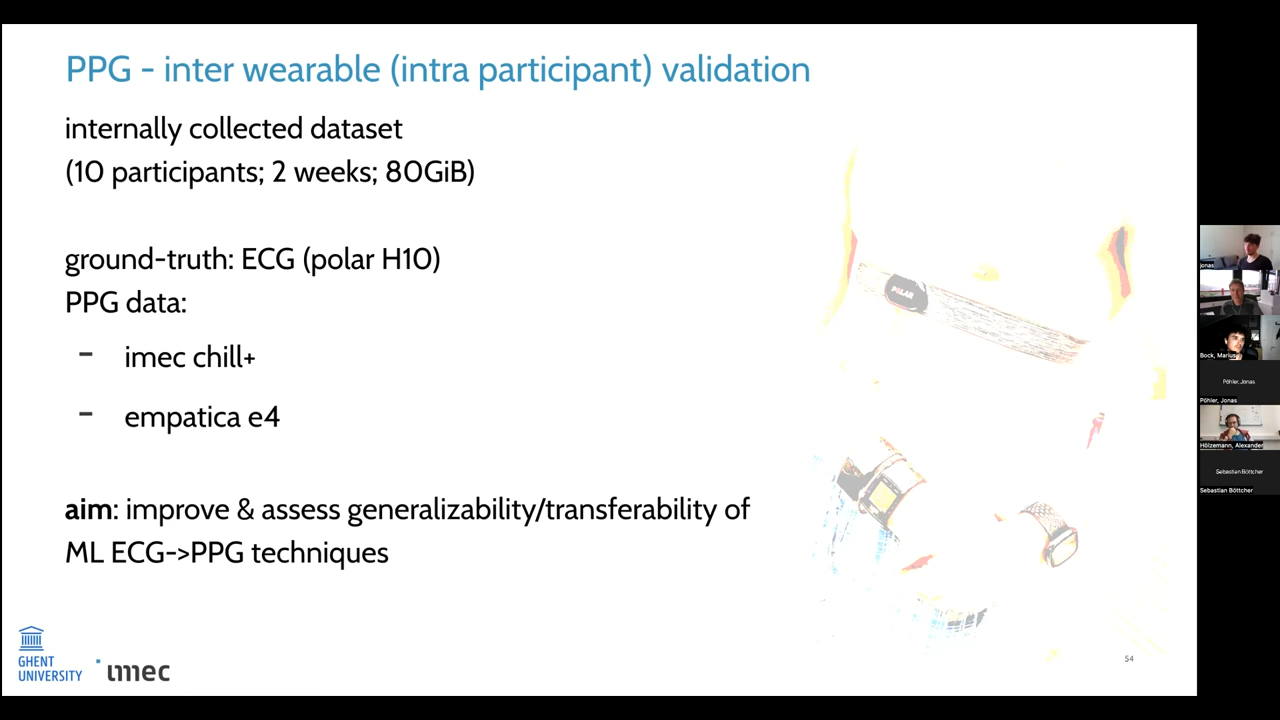 PPG - inter wearable (intra participant) validation
internally collected dataset
(10 participants; 2 weeks; 80GiB)
ground-truth: ECG (polar H10)
PPG data:
- imec chill+
- empatica e4
aim: improve & assess generalizability/transferability of
ML ECG->PPG techniques
POLAR
GHENT
UNIVERSITY
imec
54
jonas
Bock, Marius
Pöhler, Jonas
Pöhler, Jonas
Hölzemann, Alexander
Sebastian Böttcher
Sebastian Böttcher